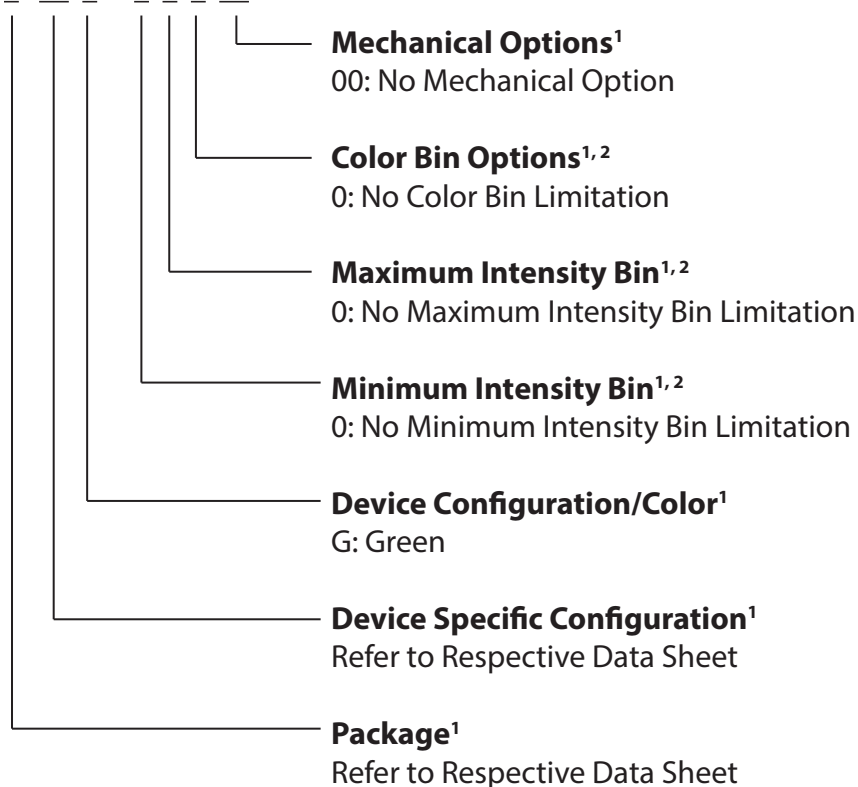 Mechanical Options1
00: No Mechanical Option
Color Bin Options1, 2
0: No Color Bin Limitation
Maximum Intensity Bin1, 2
0: No Maximum Intensity Bin Limitation
Minimum Intensity Bin1, 2
0: No Minimum Intensity Bin Limitation
Device Configuration/Color1
G: Green
Device Specific Configuration1
Refer to Respective Data Sheet
Package1
Refer to Respective Data Sheet